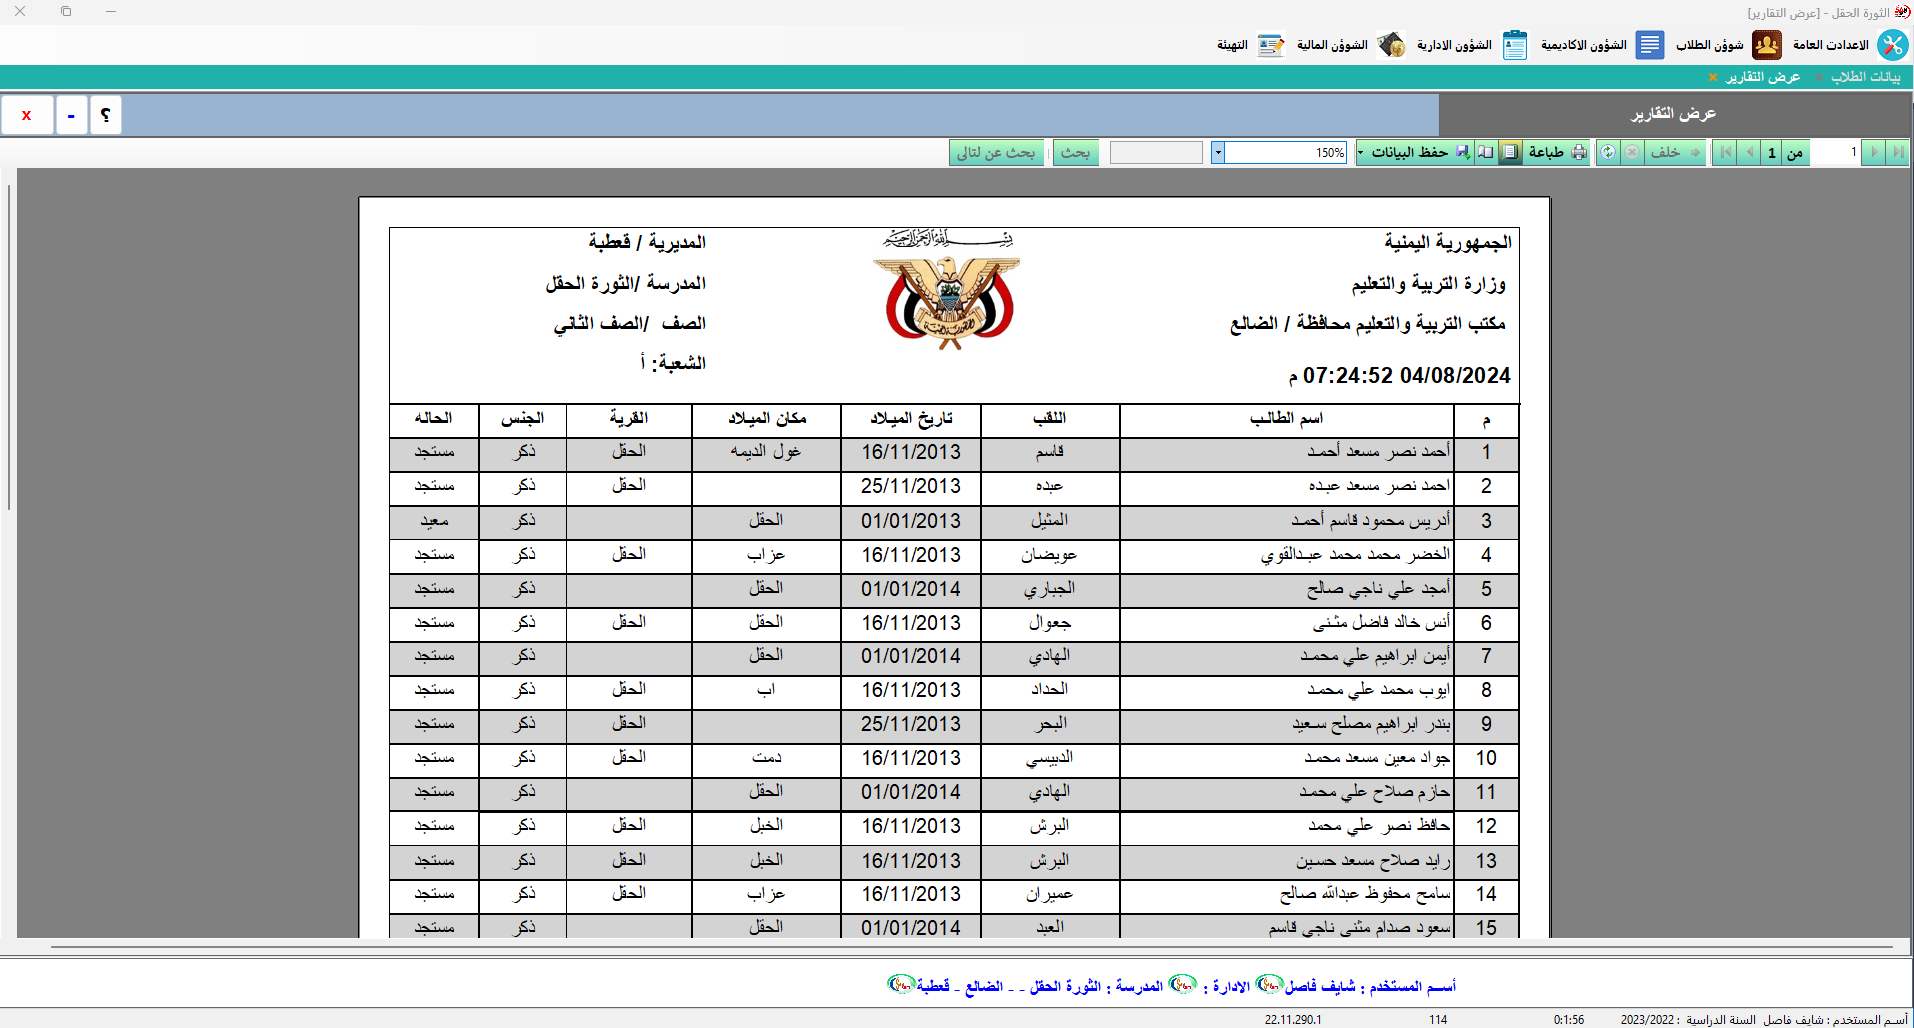 الثورة الحقل - [عرض التقارير]
الاعدادت العامة شوؤن الطلاب الشؤون الاكاديمية الشؤون الادارية الشوؤن المالية التهيئة
بيانات الطلاب × عرض التقارير ×
عرض التقارير ؟ - x
1 من 1 خلف طباعة حفظ البيانات 150% بحث بحث عن لتالى
الجمهورية اليمنية
وزارة التربية والتعليم
مكتب التربية والتعليم محافظة / الضالع
04/08/2024 07:24:52 م
المديرية / قعطبة
المدرسة /الثورة الحقل
الصف /الصف الثاني
الشعبة: أ
م اسم الطالب اللقب تاريخ الميلاد مكان الميلاد القرية الجنس الحاله
1 أحمد نصر مسعد أحمد قاسم 16/11/2013 غول الديمه الحقل ذكر مستجد
2 احمد نصر مسعد عبده عبده 25/11/2013 الحقل ذكر مستجد
3 أدريس محمود قاسم أحمد المثيل 01/01/2013 الحقل ذكر معيد
4 الخضر محمد محمد عبدالقوي عويضان 16/11/2013 عزاب الحقل ذكر مستجد
5 أمجد علي ناجي صالح الجباري 01/01/2014 الحقل ذكر مستجد
6 أنس خالد فاضل مثنى جعوال 16/11/2013 الحقل الحقل ذكر مستجد
7 أيمن ابراهيم علي محمد الهادي 01/01/2014 الحقل ذكر مستجد
8 ايوب محمد علي محمد الحداد 16/11/2013 اب الحقل ذكر مستجد
9 بندر ابراهيم مصلح سعيد البحر 25/11/2013 الحقل ذكر مستجد
10 جواد معين مسعد محمد الدبيسي 16/11/2013 دمت الحقل ذكر مستجد
11 حازم صلاح علي محمد الهادي 01/01/2014 الحقل ذكر مستجد
12 حافظ نصر علي محمد البرش 16/11/2013 الخبل الحقل ذكر مستجد
13 رايد صلاح مسعد حسين البرش 16/11/2013 الخبل الحقل ذكر مستجد
14 سامح محفوظ عبدالله صالح عميران 16/11/2013 عزاب الحقل ذكر مستجد
15 سعود صدام مثنى ناجي قاسم العبد 01/01/2014 الحقل ذكر مستجد
أسم المستخدم : شايف فاصل الادارة : المدرسة : الثورة الحقل - - الضالع - قعطبة
أسم المستخدم : شايف فاصل السنة الدراسية : 2023/2022 0:1:56 114 22.11.290.1